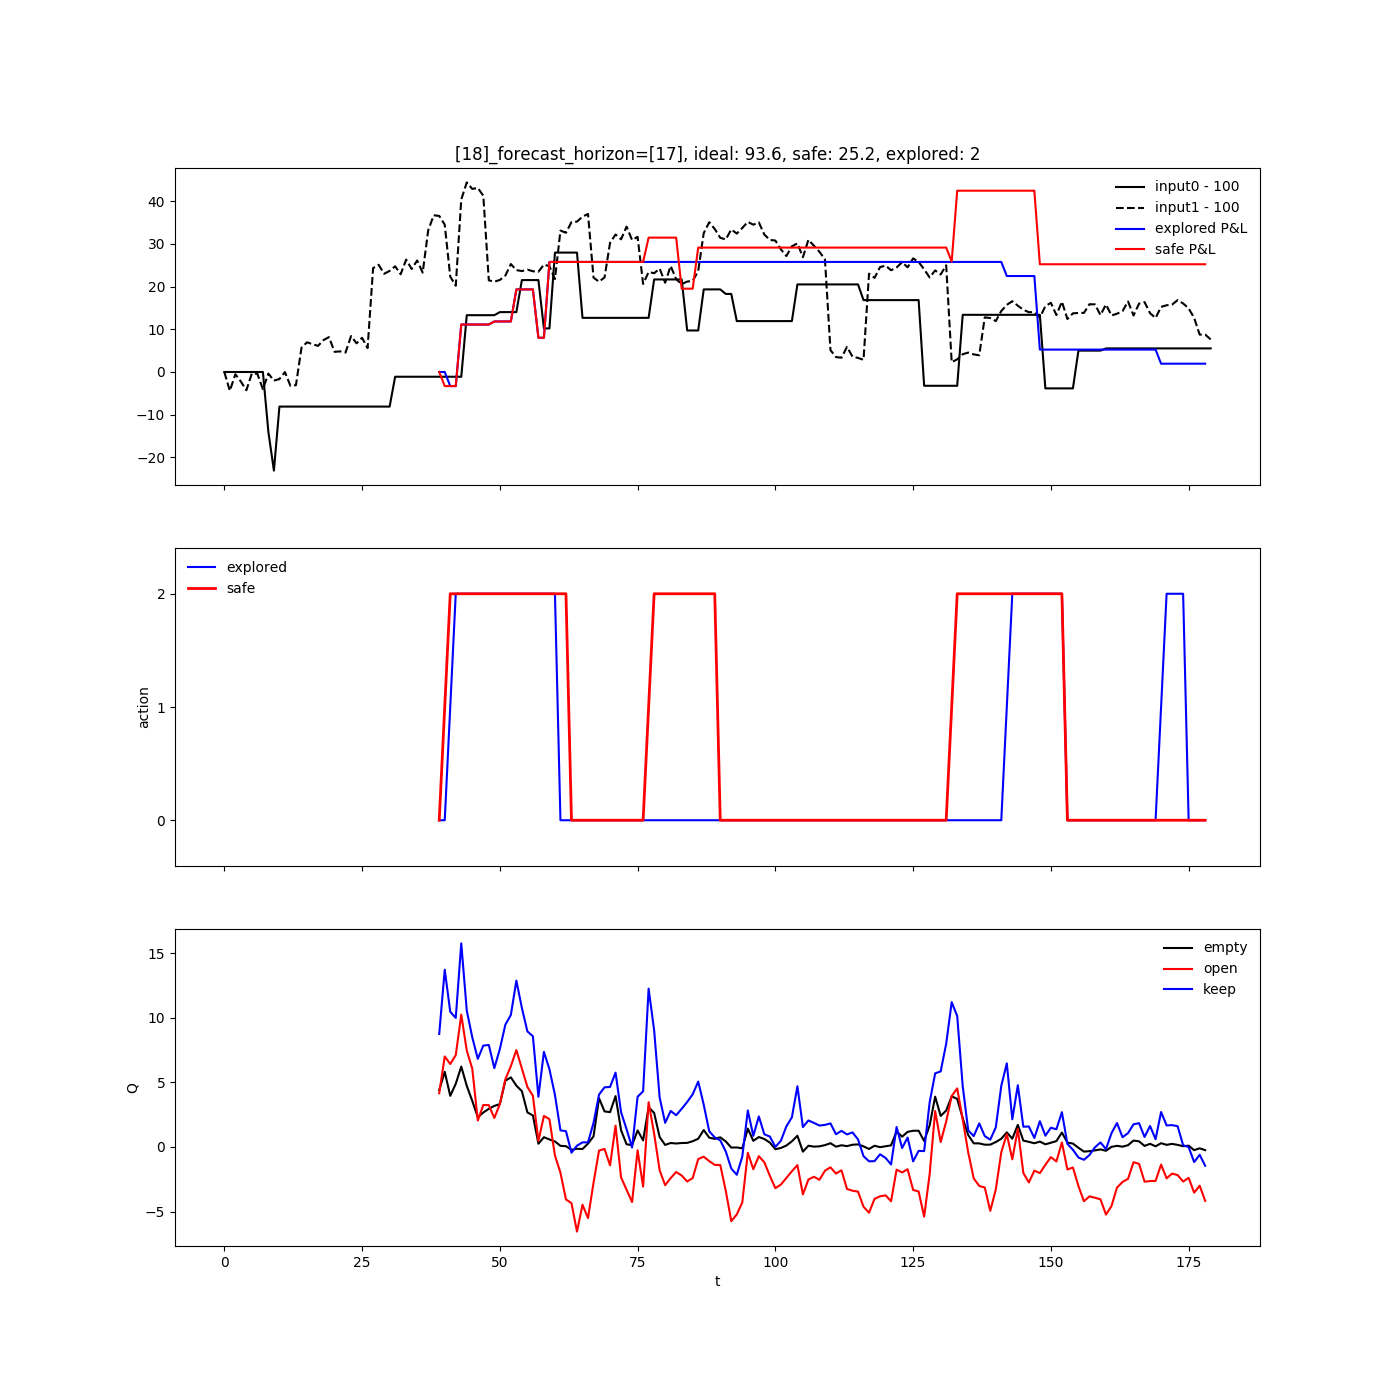 [18]_forecast_horizon=[17], ideal: 93.6, safe: 25.2, explored: 2
40
30
20
10
0
−10
−20
input0 - 100
input1 - 100
explored P&L
safe P&L
explored
safe
2
1
0
action
empty
open
keep
15
10
5
0
−5
Q
0
25
50
75
100
125
150
175
t